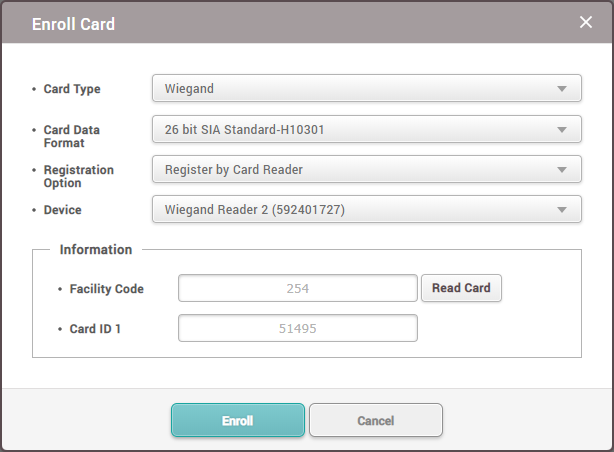 Enroll Card
Card Type
Wiegand
Card Data
Format
26 bit SIA Standard-H10301
Registration
Option
Register by Card Reader
Device
Wiegand Reader 2 (592401727)
Information
Facility Code
254
Read Card
Card ID 1
51495
Enroll
Cancel